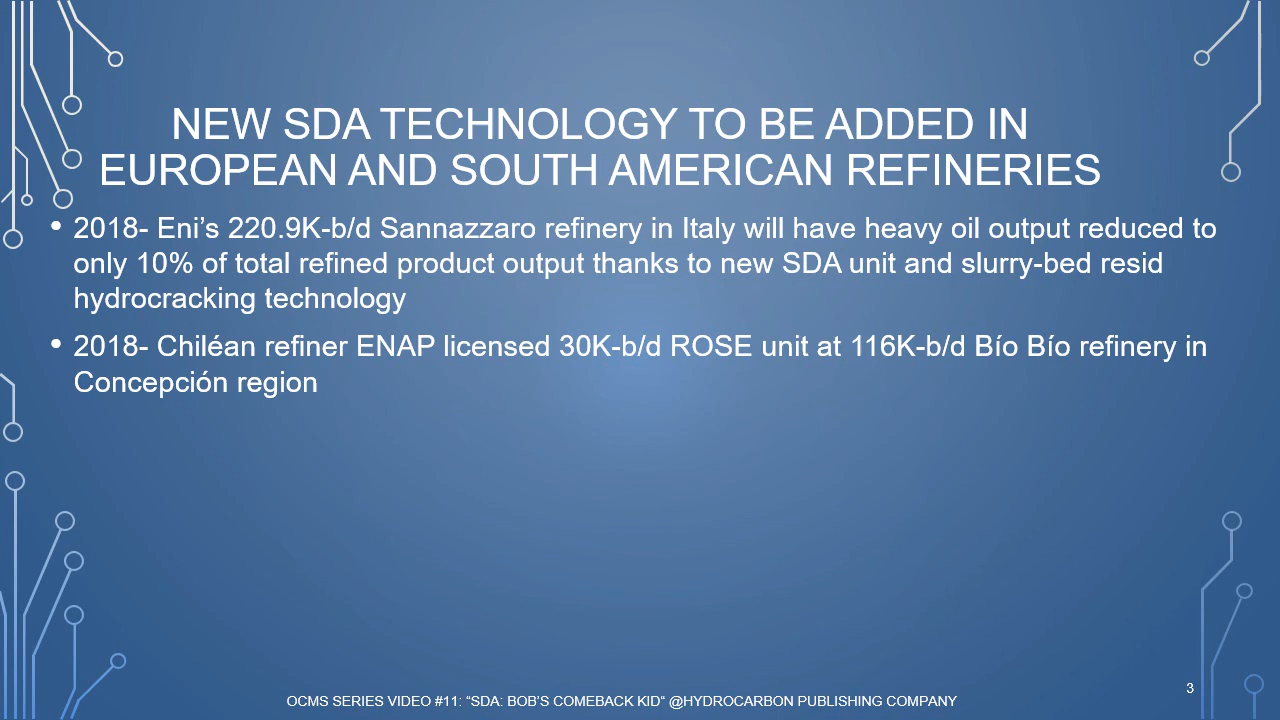 NEW SDA TECHNOLOGY TO BE ADDED IN
EUROPEAN AND SOUTH AMERICAN REFINERIES
• 2018- Eni’s 220.9K-b/d Sannazzaro refinery in Italy will have heavy oil output reduced to
only 10% of total refined product output thanks to new SDA unit and slurry-bed resid
hydrocracking technology
• 2018- Chiléan refiner ENAP licensed 30K-b/d ROSE unit at 116K-b/d Bío Bío refinery in
Concepción region
3
OCMS SERIES VIDEO #11: “SDA: BOB’S COMEBACK KID“ @HYDROCARBON PUBLISHING COMPANY